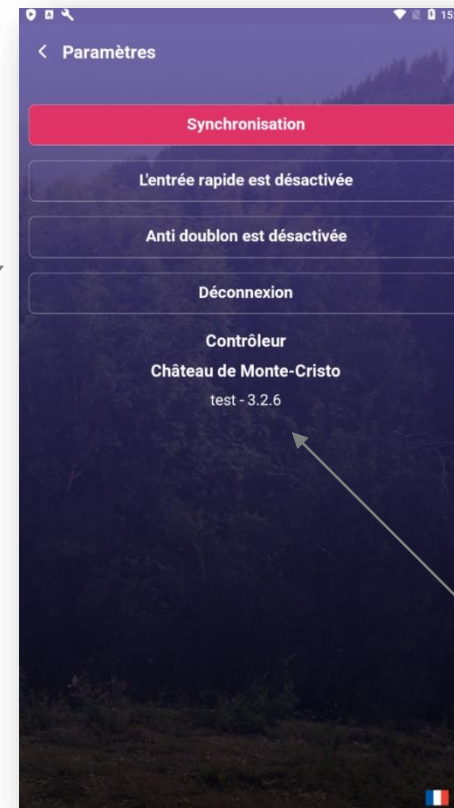 15
Paramètres
Synchronisation
L'entrée rapide est désactivée
Anti doublon est désactivée
Déconnexion
Contrôleur
Château de Monte-Cristo
test - 3.2.6